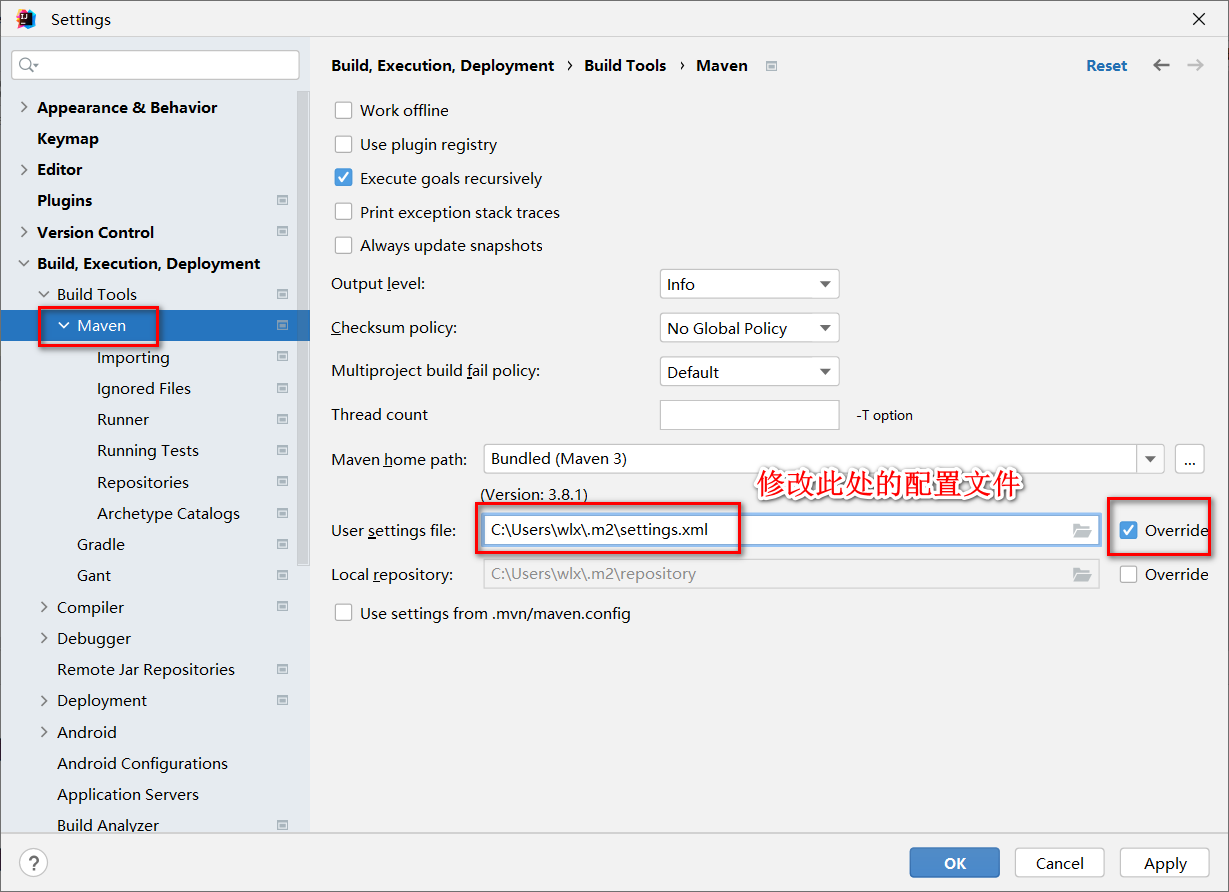 Settings
Appearance & Behavior
Keymap
Editor
Plugins
Version Control
Build, Execution, Deployment
Build Tools
Maven
Importing
Ignored Files
Runner
Running Tests
Repositories
Archetype Catalogs
Gradle
Gant
Compiler
Debugger
Remote Jar Repositories
Deployment
Android
Android Configurations
Application Servers
Build Analyzer
Build, Execution, Deployment › Build Tools › Maven
Reset
Work offline
Use plugin registry
Execute goals recursively
Print exception stack traces
Always update snapshots
Output level: Info
Checksum policy: No Global Policy
Multiproject build fail policy: Default
Thread count -T option
Maven home path: Bundled (Maven 3) ...
(Version: 3.8.1)
修改此处的配置文件
User settings file: C:\Users\wlx\.m2\settings.xml Override
Local repository: C:\Users\wlx\.m2\repository Override
Use settings from .mvn/maven.config
? OK Cancel Apply